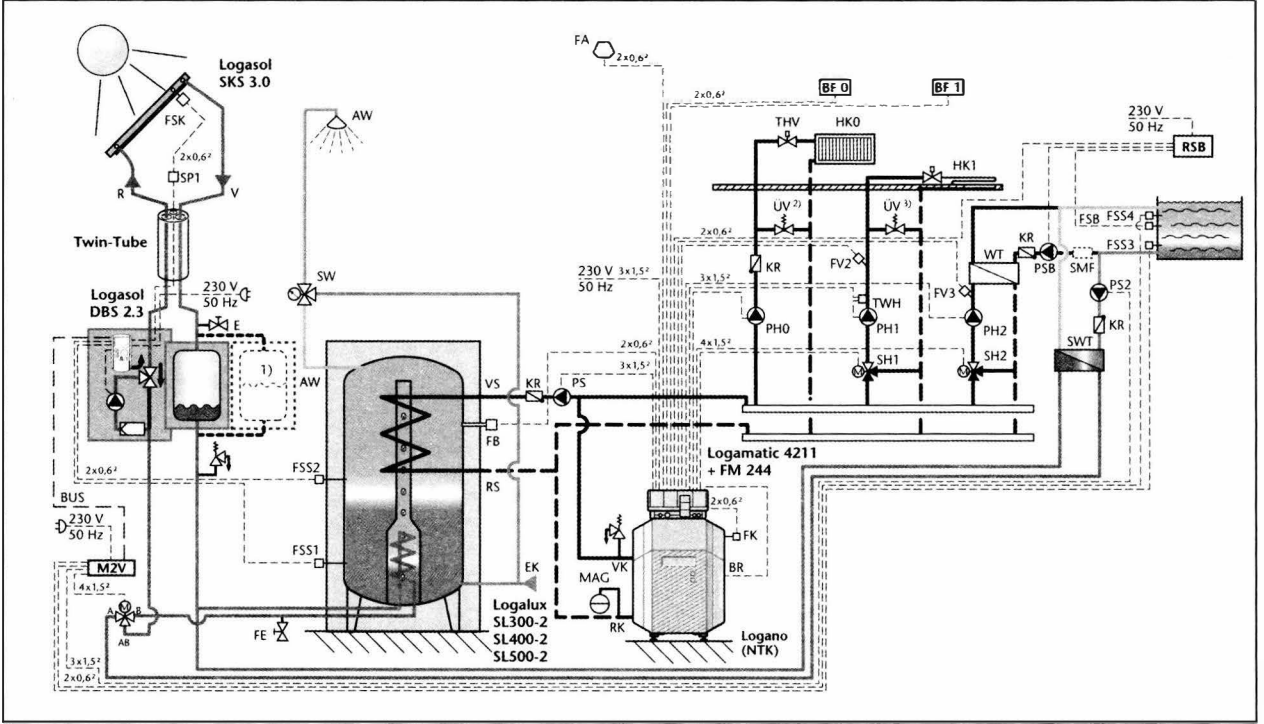 Logasol
SKS 3.0
FSK
2x0,6²
SP1
R
V
Twin-Tube
Logasol
DBS 2.3
230 V
50 Hz
E
1)
AW
2x0,6²
BUS
230 V
50 Hz
M2V
4x1,5²
M
A
B
AB
3x1,5²
2x0,6²
FE
AW
SW
FSS2
FSS1
VS
KR
PS
FB
RS
EK
Logalux
SL300-2
SL400-2
SL500-2
2x0,6²
3x1,5²
FA
2x0,6²
BF 0
BF 1
2x0,6²
THV
HK0
HK1
ÜV 2)
ÜV 3)
2x0,6²
230 V
50 Hz
3x1,5²
3x1,5²
4x1,5²
KR
FV2
TWH
PH0
PH1
PH2
M
SH1
M
SH2
FV3
WT
KR
PSB
SMF
230 V
50 Hz
RSB
FSB
FSS4
FSS3
PS2
KR
SWT
Logamatic 4211
+ FM 244
2x0,6²
FK
BR
VK
MAG
RK
Logano
(NTK)